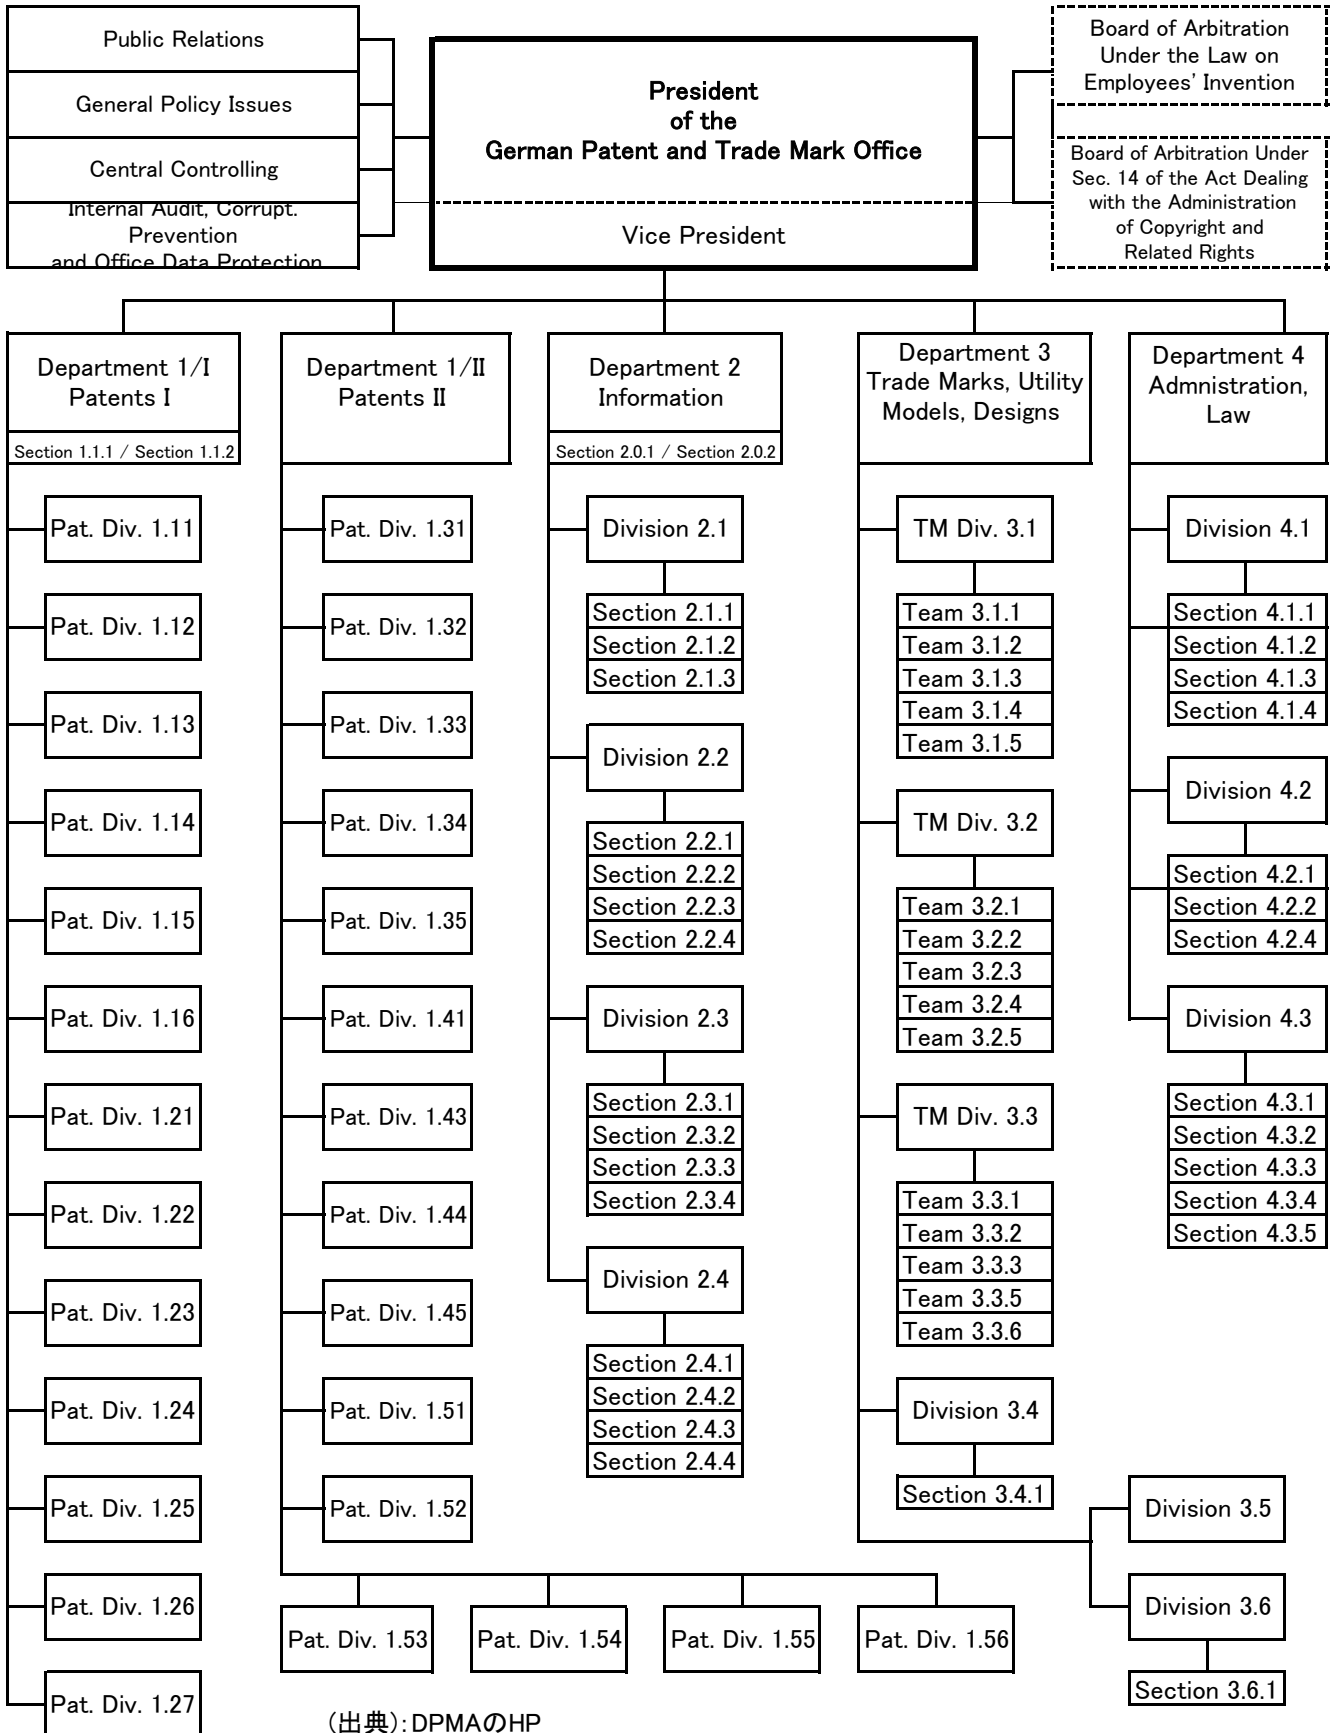 Public Relations
General Policy Issues
Central Controlling
Internal Audit, Corrupt.
Prevention
and Office Data Protection
President
of the
German Patent and Trade Mark Office
Vice President
Board of Arbitration
Under the Law on
Employees' Invention
Board of Arbitration Under
Sec. 14 of the Act Dealing
with the Administration
of Copyright and
Related Rights
Department 1/I
Patents I
Section 1.1.1 / Section 1.1.2
Pat. Div. 1.11
Pat. Div. 1.12
Pat. Div. 1.13
Pat. Div. 1.14
Pat. Div. 1.15
Pat. Div. 1.16
Pat. Div. 1.21
Pat. Div. 1.22
Pat. Div. 1.23
Pat. Div. 1.24
Pat. Div. 1.25
Pat. Div. 1.26
Pat. Div. 1.27
Department 1/II
Patents II
Pat. Div. 1.31
Pat. Div. 1.32
Pat. Div. 1.33
Pat. Div. 1.34
Pat. Div. 1.35
Pat. Div. 1.41
Pat. Div. 1.43
Pat. Div. 1.44
Pat. Div. 1.45
Pat. Div. 1.51
Pat. Div. 1.52
Pat. Div. 1.53
Pat. Div. 1.54
Pat. Div. 1.55
Pat. Div. 1.56
Department 2
Information
Section 2.0.1 / Section 2.0.2
Division 2.1
Section 2.1.1
Section 2.1.2
Section 2.1.3
Division 2.2
Section 2.2.1
Section 2.2.2
Section 2.2.3
Section 2.2.4
Division 2.3
Section 2.3.1
Section 2.3.2
Section 2.3.3
Section 2.3.4
Division 2.4
Section 2.4.1
Section 2.4.2
Section 2.4.3
Section 2.4.4
Department 3
Trade Marks, Utility
Models, Designs
TM Div. 3.1
Team 3.1.1
Team 3.1.2
Team 3.1.3
Team 3.1.4
Team 3.1.5
TM Div. 3.2
Team 3.2.1
Team 3.2.2
Team 3.2.3
Team 3.2.4
Team 3.2.5
TM Div. 3.3
Team 3.3.1
Team 3.3.2
Team 3.3.3
Team 3.3.5
Team 3.3.6
Division 3.4
Section 3.4.1
Division 3.5
Division 3.6
Section 3.6.1
Department 4
Admnistration,
Law
Division 4.1
Section 4.1.1
Section 4.1.2
Section 4.1.3
Section 4.1.4
Division 4.2
Section 4.2.1
Section 4.2.2
Section 4.2.4
Division 4.3
Section 4.3.1
Section 4.3.2
Section 4.3.3
Section 4.3.4
Section 4.3.5
(出典):DPMAのHP